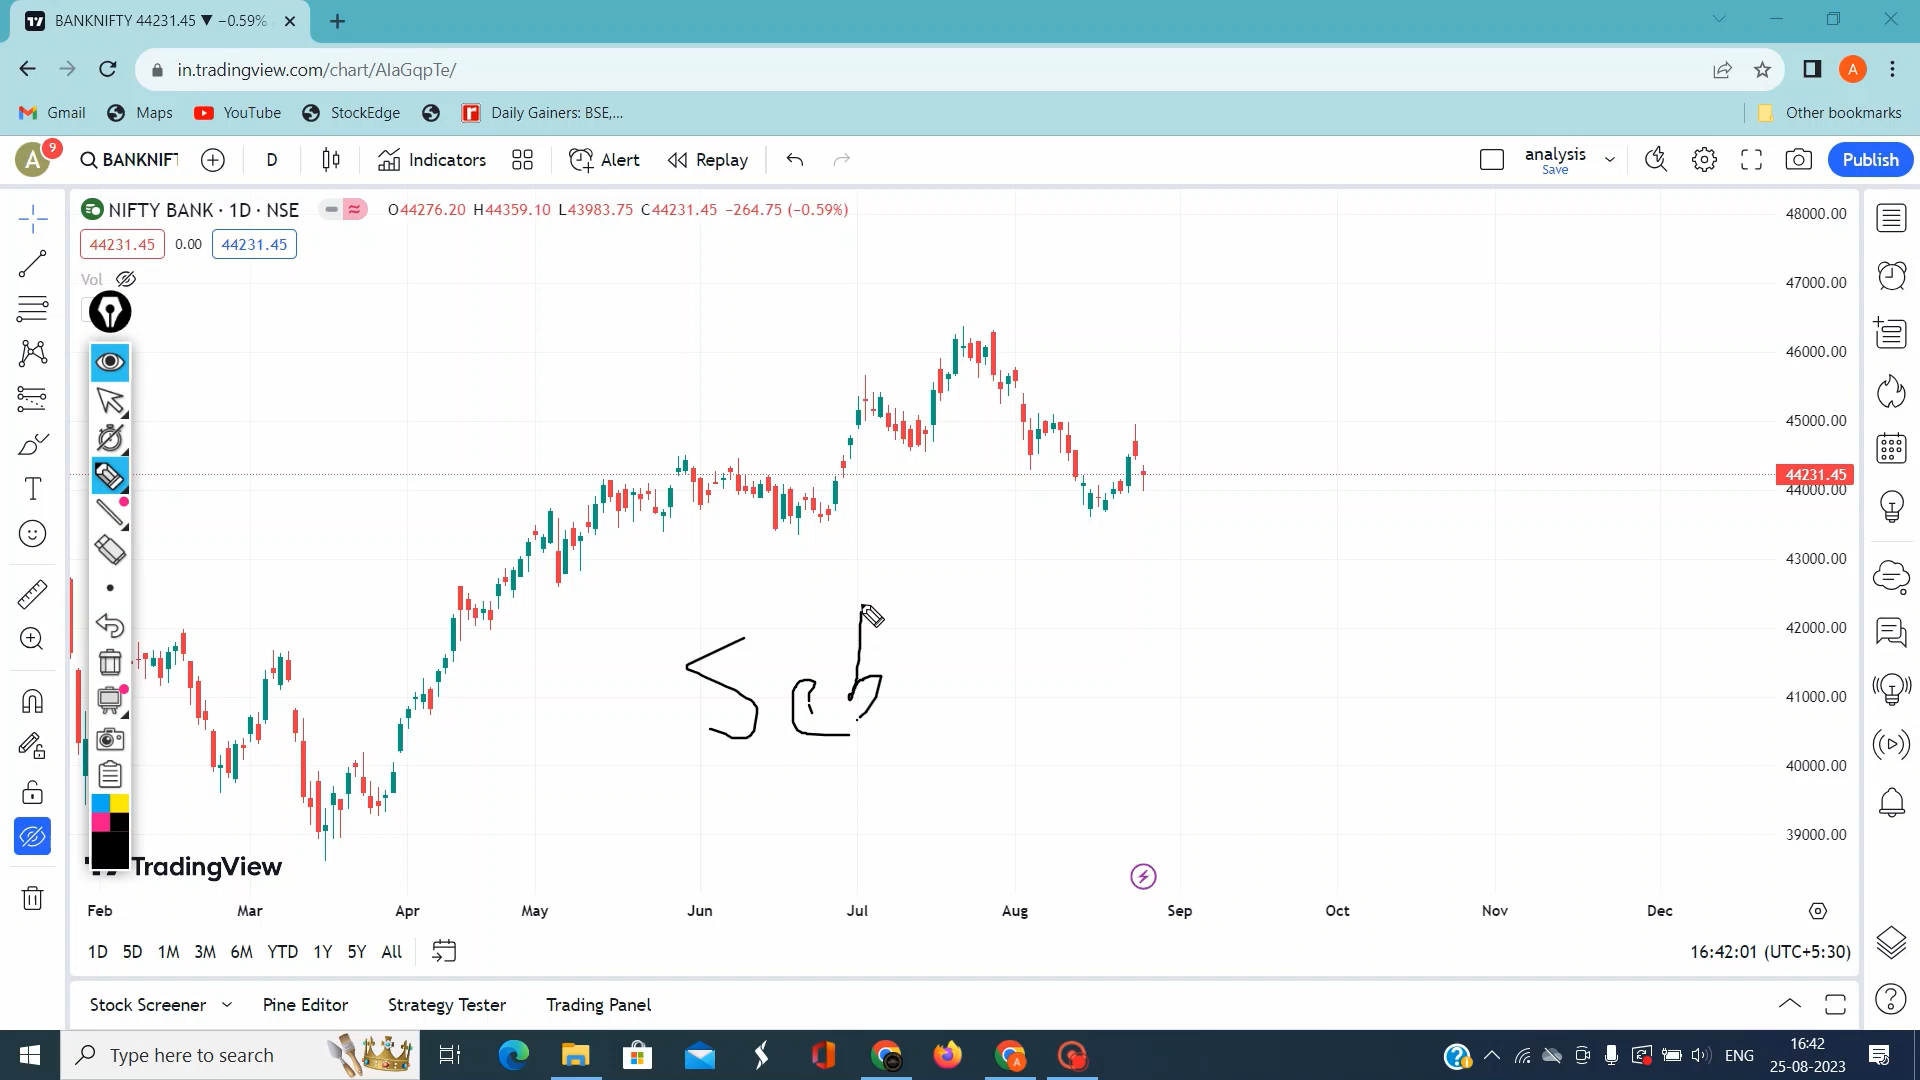 BANKNIFTY 44231.45 ▼ −0.59%
in.tradingview.com/chart/AIaGqpTe/
Gmail Maps YouTube StockEdge Daily Gainers: BSE,... Other bookmarks
A 9 BANKNIFT D Indicators Alert Replay analysis Save Publish
NIFTY BANK · 1D · NSE O44276.20 H44359.10 L43983.75 C44231.45 −264.75 (−0.59%)
44231.45 0.00 44231.45
Vol
48000.00
47000.00
46000.00
45000.00
44231.45
44000.00
43000.00
42000.00
41000.00
40000.00
39000.00
TradingView
Feb Mar Apr May Jun Jul Aug Sep Oct Nov Dec
1D 5D 1M 3M 6M YTD 1Y 5Y All 16:42:01 (UTC+5:30)
Stock Screener Pine Editor Strategy Tester Trading Panel
Type here to search ENG 16:42
25-08-2023